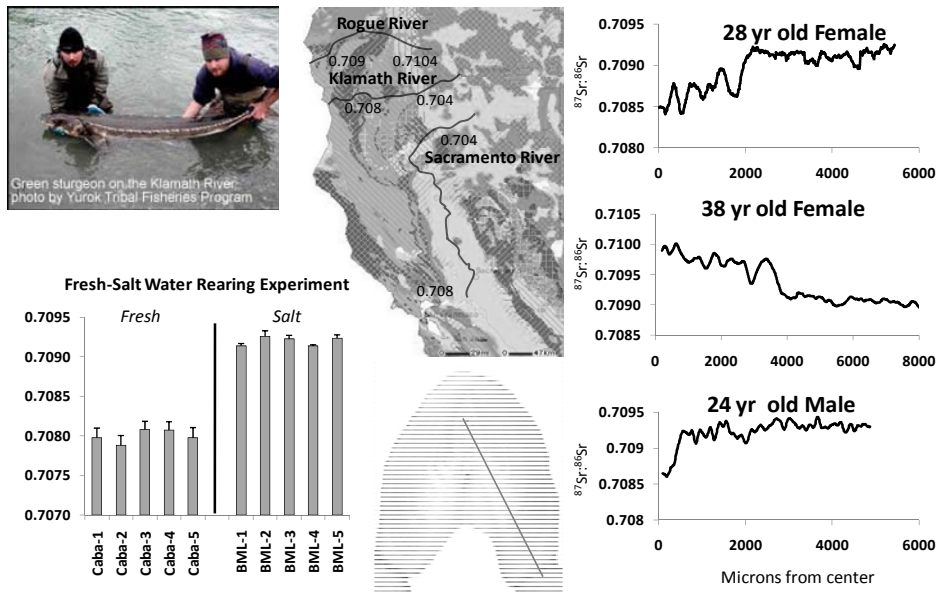 Green sturgeon on the Klamath River
photo by Yurok Tribal Fisheries Program
Rogue River
0.709
0.7104
Klamath River
0.708
0.704
0.704
Sacramento River
0.708
Fresh-Salt Water Rearing Experiment
Fresh
Salt
0.7095
0.7090
0.7085
0.7080
0.7075
0.7070
Caba-1
Caba-2
Caba-3
Caba-4
Caba-5
BML-1
BML-2
BML-3
BML-4
BML-5
28 yr old Female
⁸⁷Sr:⁸⁶Sr
0.7095
0.7090
0.7085
0.7080
0 2000 4000 6000
38 yr old Female
⁸⁷Sr:⁸⁶Sr
0.7105
0.7100
0.7095
0.7090
0.7085
0 2000 4000 6000 8000
24 yr old Male
⁸⁷Sr:⁸⁶Sr
0.7095
0.709
0.7085
0.708
0 2000 4000 6000
Microns from center